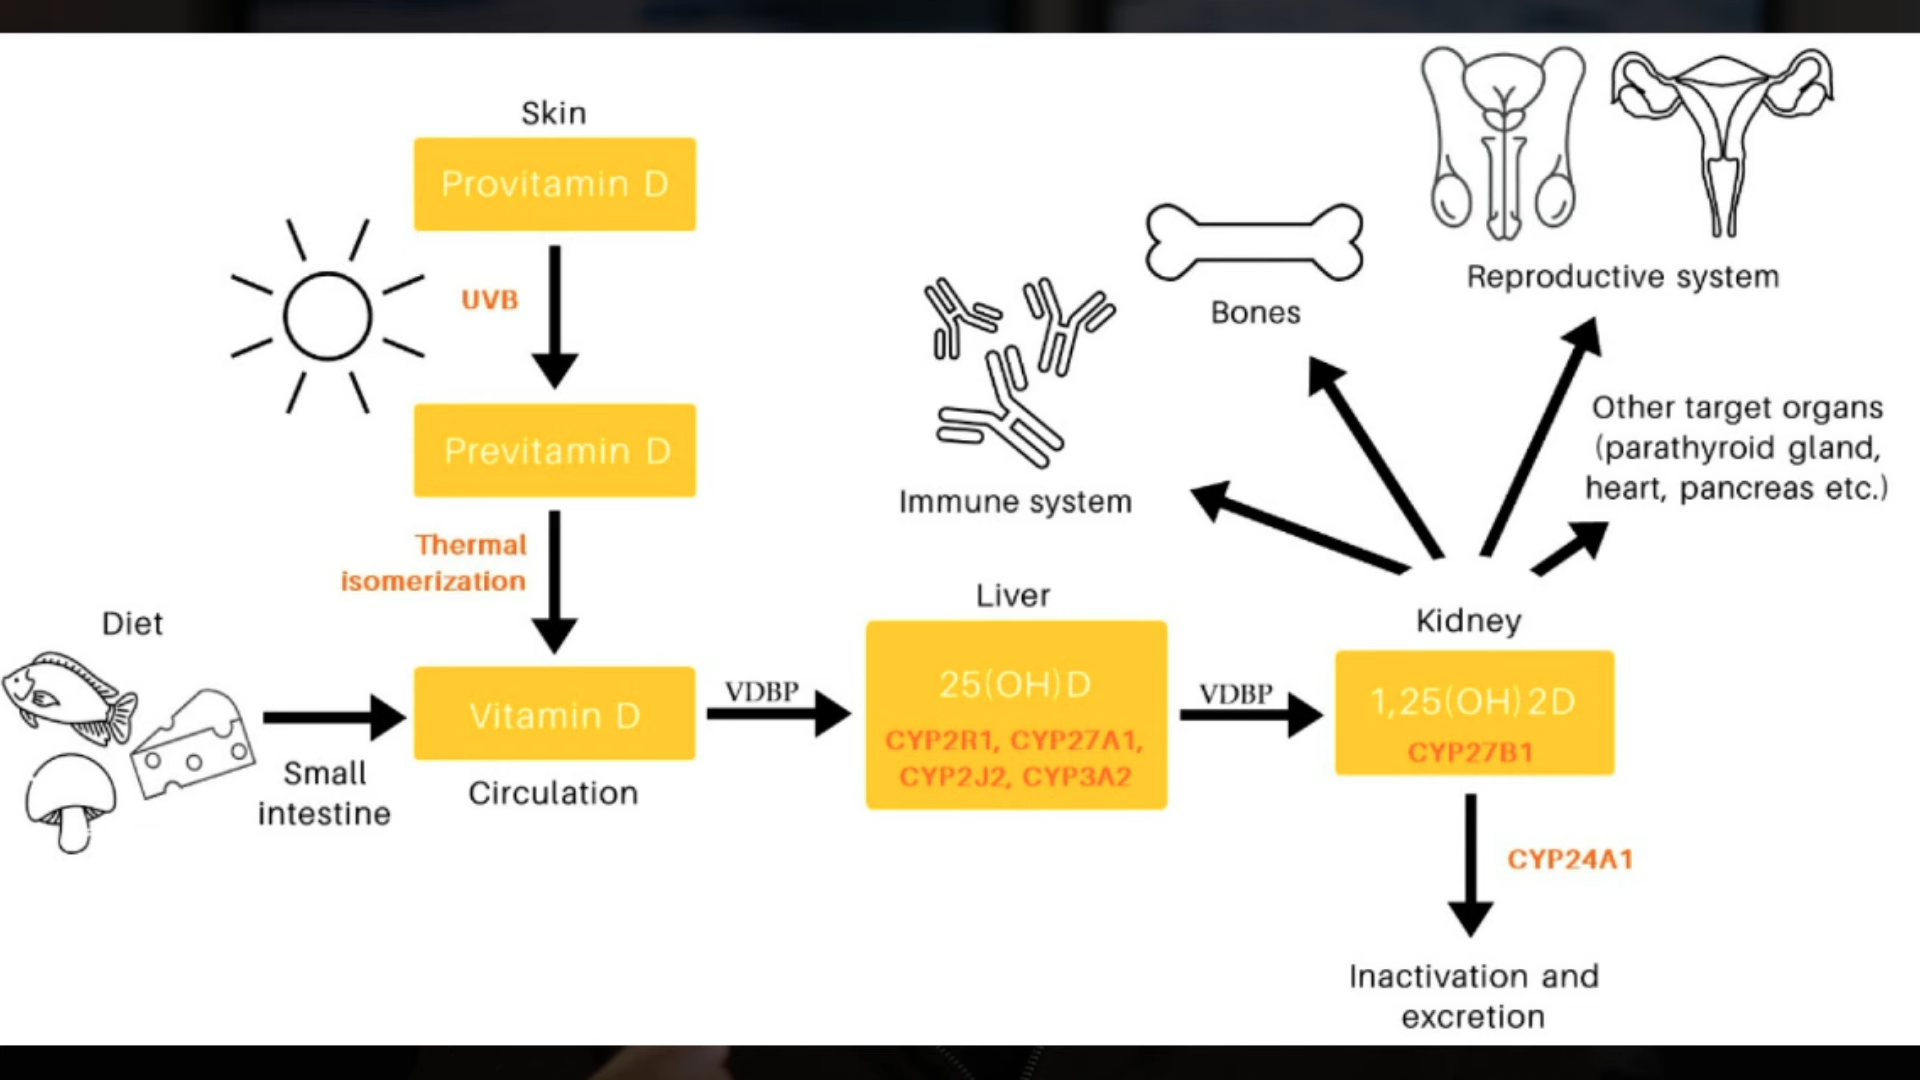 Skin
Provitamin D
UVB
Previtamin D
Thermal
isomerization
Diet
Small
intestine
Vitamin D
Circulation
VDBP
Liver
25(OH)D
CYP2R1, CYP27A1,
CYP2J2, CYP3A2
VDBP
Kidney
1,25(OH)2D
CYP27B1
CYP24A1
Inactivation and
excretion
Immune system
Bones
Reproductive system
Other target organs
(parathyroid gland,
heart, pancreas etc.)